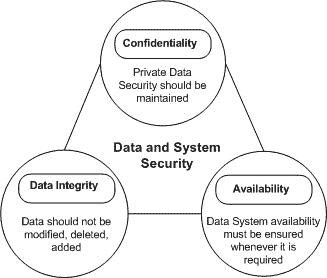 Confidentiality
Private Data
Security should be
maintained
Data and System
Security
Data Integrity
Data should not be
modified, deleted,
added
Availability
Data System availability
must be ensured
whenever it is
required